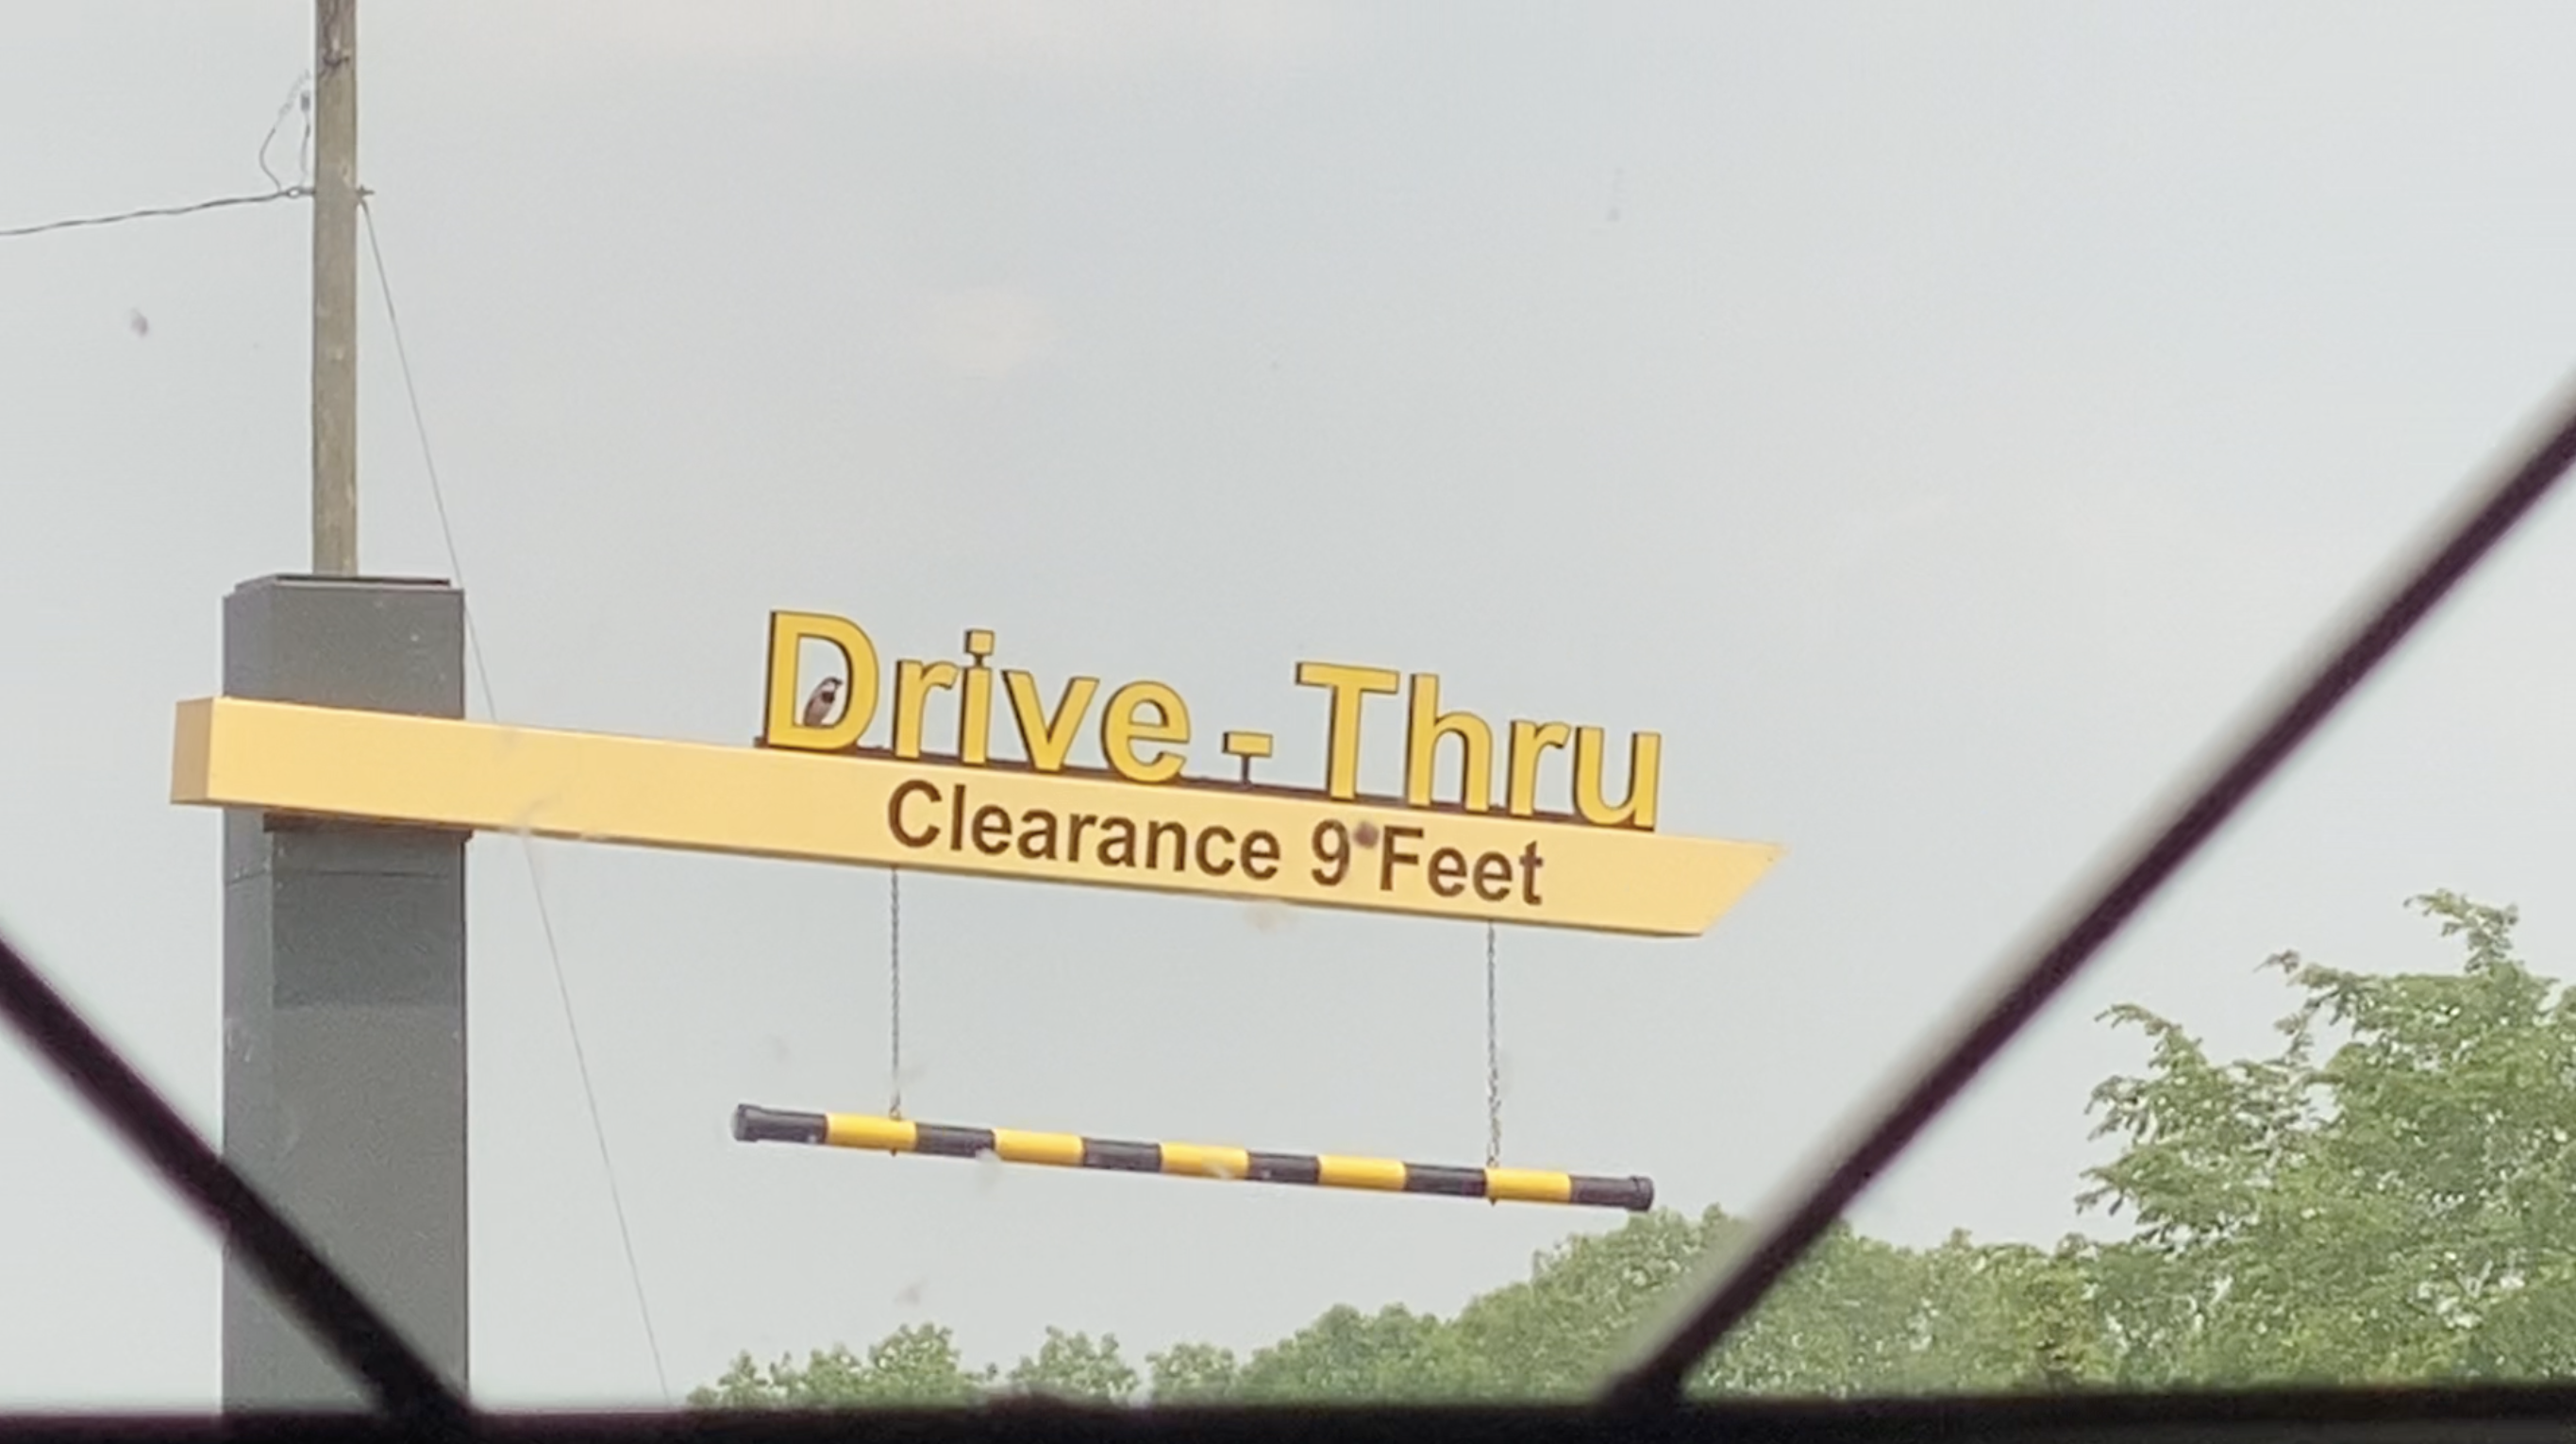 Drive - Thru
Clearance 9 Feet